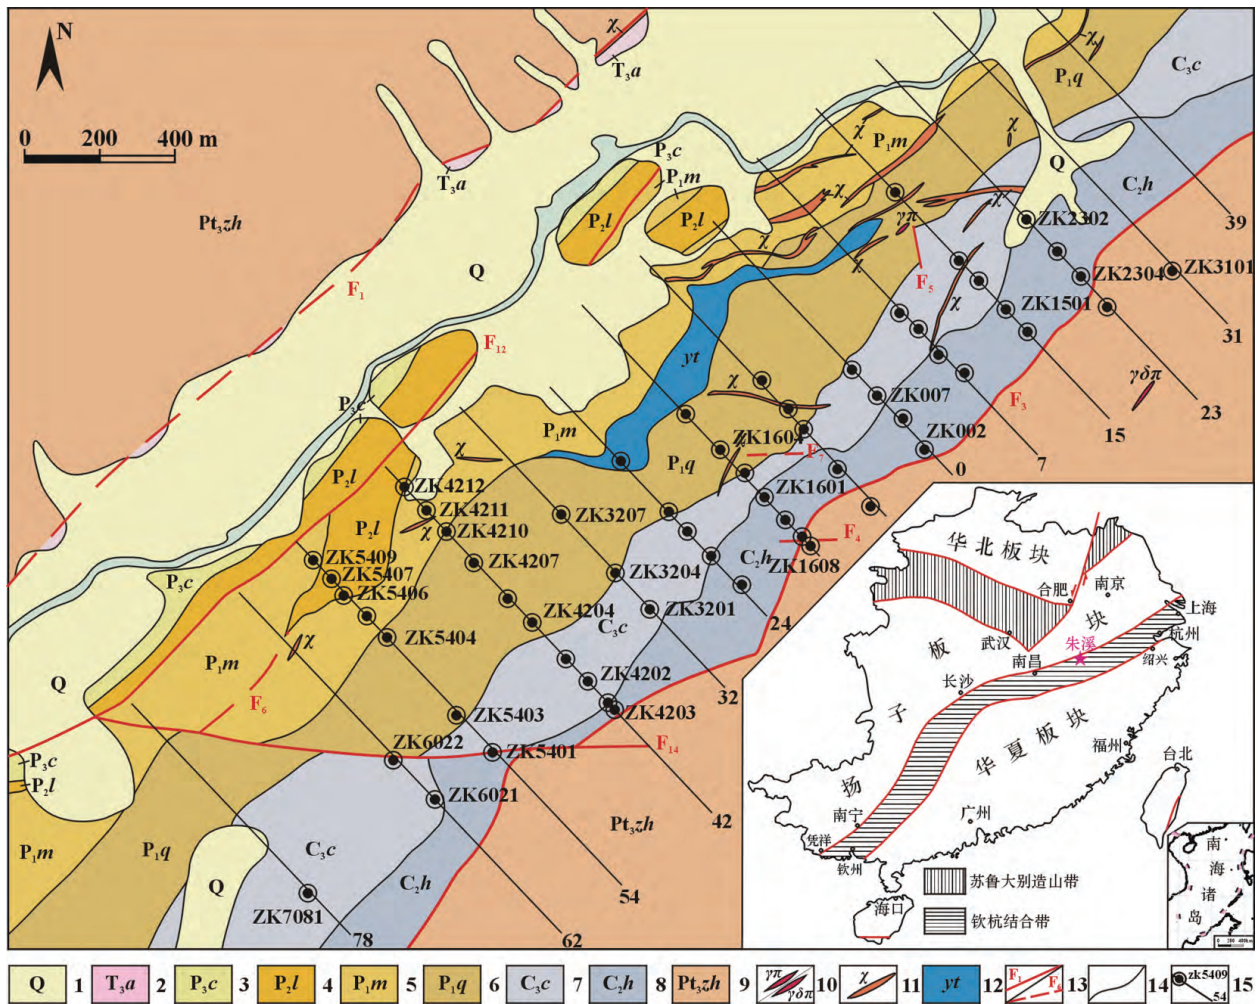 N
0 200 400 m
χ
T₃a
T₃a
Pt₃zh
Q
F₁
P₃c
P₁m
P₂l
P₂l
χ
P₁m
χ
χ
γπ
χ
χ
F₅
χ
χ
P₁q
C₃c
Q
C₂h
39
ZK2302
ZK2304
ZK3101
ZK1501
31
γδπ
23
F₃
15
7
0
ZK007
ZK002
yt
χ
F₁₂
P₃c
P₁m
P₁q
ZK1604
F₇
χ
ZK1601
F₄
ZK1608
C₂h
24
P₂l
P₂l
χ
ZK4212
ZK4211
ZK4210
χ
ZK3207
ZK4207
ZK3204
ZK3201
C₃c
32
ZK4204
ZK4202
ZK4203
ZK5409
ZK5407
ZK5406
ZK5404
P₃c
χ
P₁m
F₆
Q
ZK5403
ZK6022
ZK5401
F₁₄
ZK6021
42
P₃c
P₂l
P₁m
P₁q
Q
C₃c
C₂h
Pt₃zh
ZK7081
54
62
78
华北板块
合肥
南京
上海
杭州
绍兴
武汉
南昌
朱溪
长沙
扬子板块
华夏板块
福州
台北
南宁
广州
凭祥
钦州
海口
苏鲁大别造山带
钦杭结合带
南海诸岛
0 200 400km
Q 1
T₃a 2
P₃c 3
P₂l 4
P₁m 5
P₁q 6
C₃c 7
C₂h 8
Pt₃zh 9
γπ γδπ 10
χ 11
yt 12
F₁ F₆ 13
14
zk5409 54 15